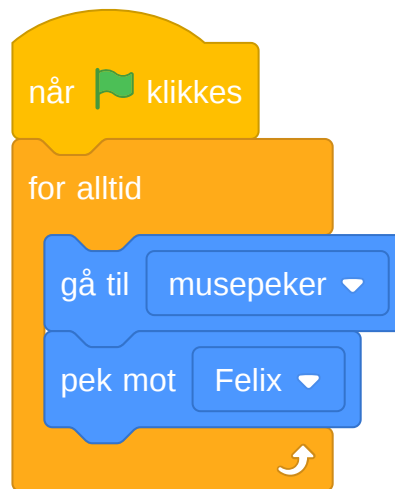 når klikkes
for alltid
gå til musepeker
pek mot Felix